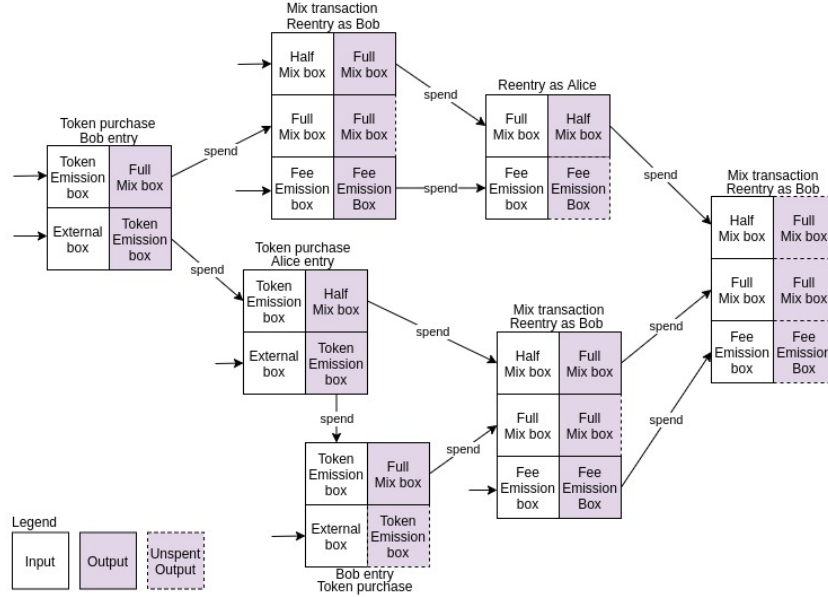 Mix transaction
Reentry as Bob
Half
Mix box
Full
Mix box
Full
Mix box
Full
Mix box
Fee
Emission
box
Fee
Emission
Box
spend
spend
Reentry as Alice
Full
Mix box
Half
Mix box
Fee
Emission
box
Fee
Emission
Box
Token purchase
Bob entry
Token
Emission
box
Full
Mix box
External
box
Token
Emission
box
spend
spend
spend
Mix transaction
Reentry as Bob
Half
Mix box
Full
Mix box
Full
Mix box
Full
Mix box
Fee
Emission
box
Fee
Emission
Box
Token purchase
Alice entry
Token
Emission
box
Half
Mix box
External
box
Token
Emission
box
spend
spend
Mix transaction
Reentry as Bob
Half
Mix box
Full
Mix box
Full
Mix box
Full
Mix box
Fee
Emission
box
Fee
Emission
Box
spend
spend
Token
Emission
box
Full
Mix box
External
box
Token
Emission
box
Bob entry
Token purchase
spend
Legend
Input
Output
Unspent
Output